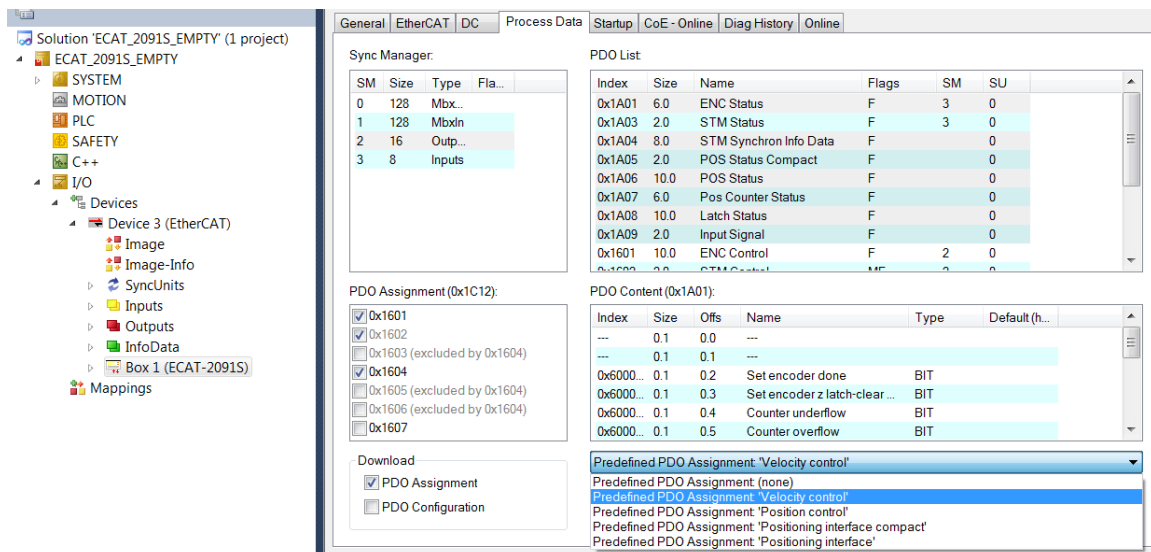 Solution 'ECAT_2091S_EMPTY' (1 project)
ECAT_2091S_EMPTY
SYSTEM
MOTION
PLC
SAFETY
C++
I/O
Devices
Device 3 (EtherCAT)
Image
Image-Info
SyncUnits
Inputs
Outputs
InfoData
Box 1 (ECAT-2091S)
Mappings
General EtherCAT DC Process Data Startup CoE - Online Diag History Online
Sync Manager:
SM Size Type Fla...
0 128 Mbx...
1 128 MbxIn
2 16 Outp...
3 8 Inputs
PDO List:
Index Size Name Flags SM SU
0x1A01 6.0 ENC Status F 3 0
0x1A03 2.0 STM Status F 3 0
0x1A04 8.0 STM Synchron Info Data F 0
0x1A05 2.0 POS Status Compact F 0
0x1A06 10.0 POS Status F 0
0x1A07 6.0 Pos Counter Status F 0
0x1A08 10.0 Latch Status F 0
0x1A09 2.0 Input Signal F 0
0x1601 10.0 ENC Control F 2 0
PDO Assignment (0x1C12):
0x1601
0x1602
0x1603 (excluded by 0x1604)
0x1604
0x1605 (excluded by 0x1604)
0x1606 (excluded by 0x1604)
0x1607
PDO Content (0x1A01):
Index Size Offs Name Type Default (h...
--- 0.1 0.0 ---
--- 0.1 0.1 ---
0x6000... 0.1 0.2 Set encoder done BIT
0x6000... 0.1 0.3 Set encoder z latch-clear ... BIT
0x6000... 0.1 0.4 Counter underflow BIT
0x6000... 0.1 0.5 Counter overflow BIT
Download
PDO Assignment
PDO Configuration
Predefined PDO Assignment: 'Velocity control'
Predefined PDO Assignment: (none)
Predefined PDO Assignment: 'Velocity control'
Predefined PDO Assignment: 'Position control'
Predefined PDO Assignment: 'Positioning interface compact'
Predefined PDO Assignment: 'Positioning interface'